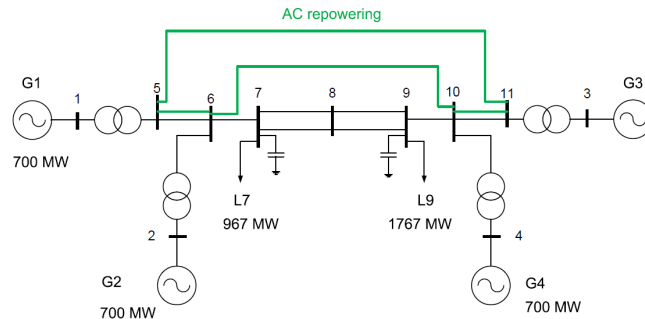 AC repowering
G1
1
5
6
7
8
9
10
11
3
G3
700 MW
L7
967 MW
L9
1767 MW
2
4
G2
700 MW
G4
700 MW